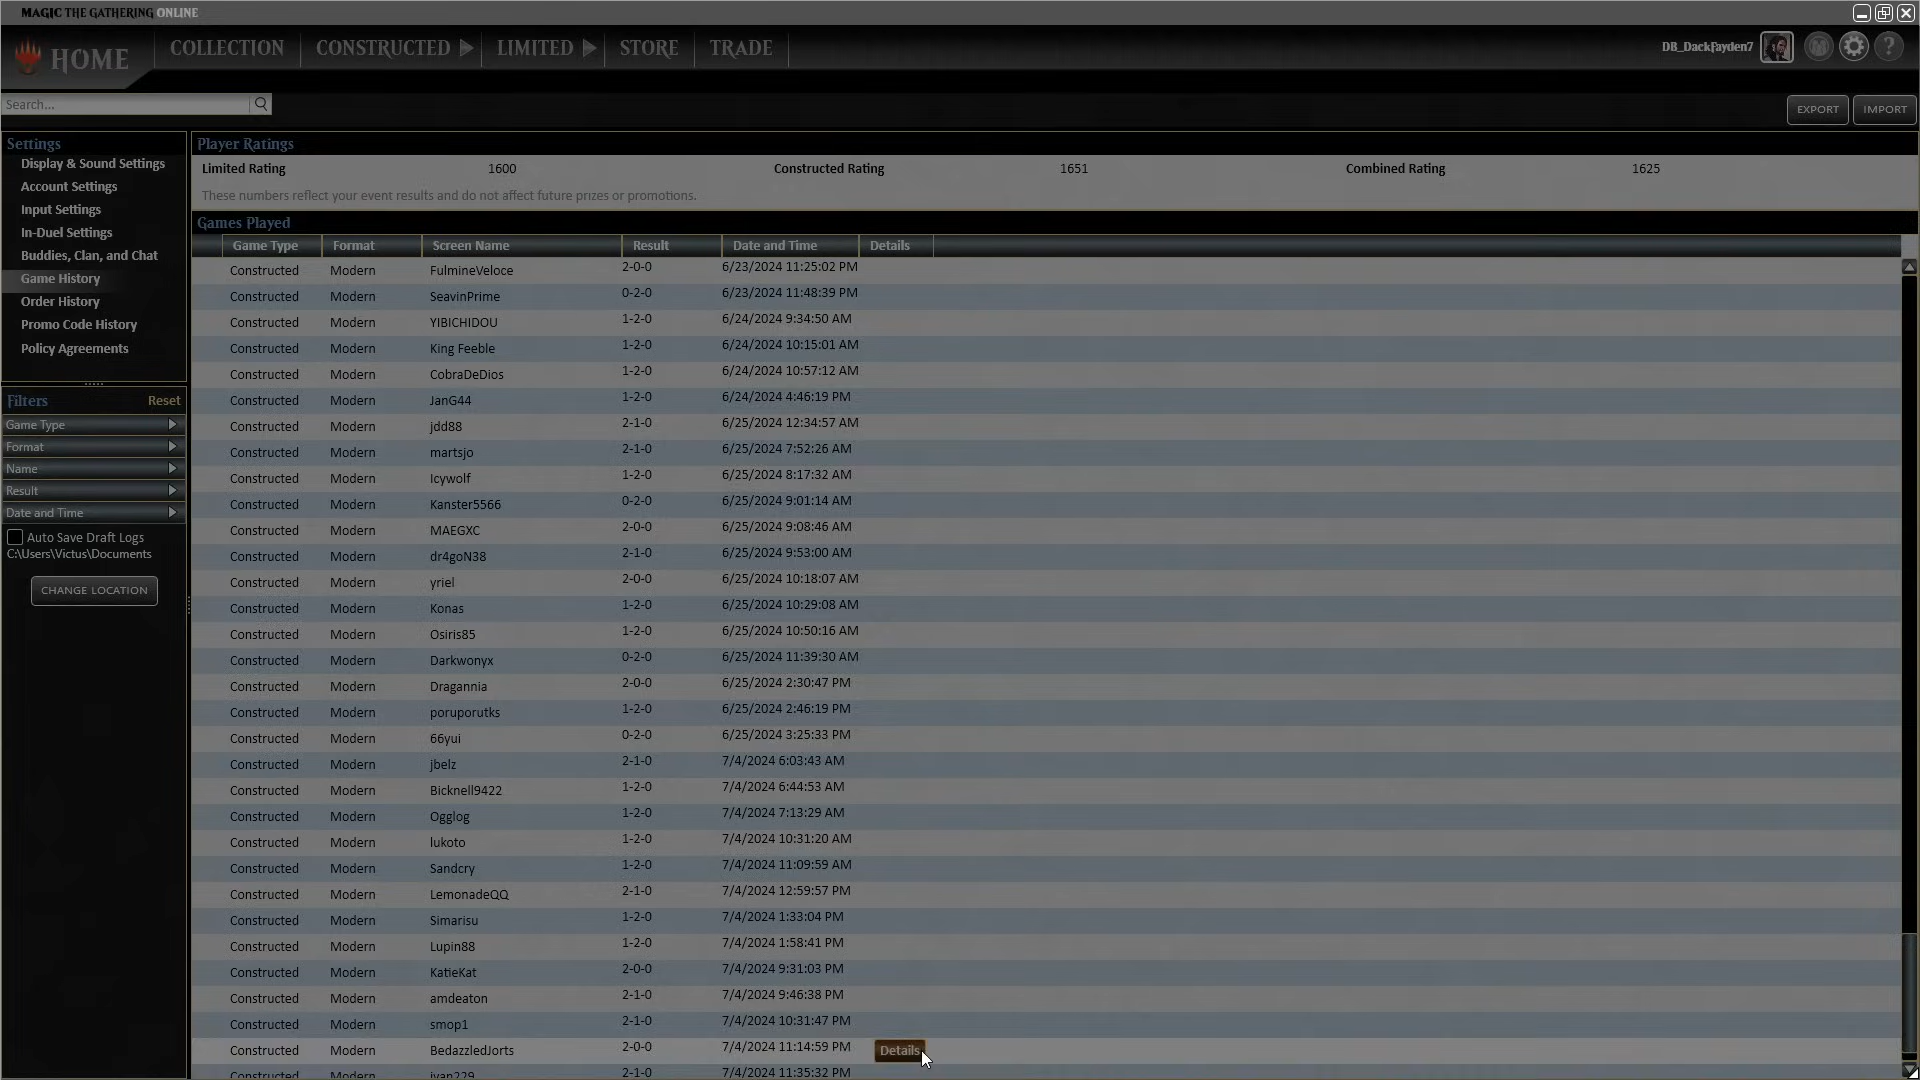 MAGIC THE GATHERING ONLINE
HOME COLLECTION CONSTRUCTED LIMITED STORE TRADE DB_DackFayden7 ?
Search...
EXPORT IMPORT
Settings
Display & Sound Settings
Account Settings
Input Settings
In-Duel Settings
Buddies, Clan, and Chat
Game History
Order History
Promo Code History
Policy Agreements
Filters Reset
Game Type
Format
Name
Result
Date and Time
Auto Save Draft Logs
C:\Users\Victus\Documents
CHANGE LOCATION
Player Ratings
Limited Rating 1600 Constructed Rating 1651 Combined Rating 1625
These numbers reflect your event results and do not affect future prizes or promotions.
Games Played
Game Type Format Screen Name Result Date and Time Details
Constructed Modern FulmineVeloce 2-0-0 6/23/2024 11:25:02 PM
Constructed Modern SeavinPrime 0-2-0 6/23/2024 11:48:39 PM
Constructed Modern YIBICHIDOU 1-2-0 6/24/2024 9:34:50 AM
Constructed Modern King Feeble 1-2-0 6/24/2024 10:15:01 AM
Constructed Modern CobraDeDios 1-2-0 6/24/2024 10:57:12 AM
Constructed Modern JanG44 1-2-0 6/24/2024 4:46:19 PM
Constructed Modern jdd88 2-1-0 6/25/2024 12:34:57 AM
Constructed Modern martsjo 2-1-0 6/25/2024 7:52:26 AM
Constructed Modern Icywolf 1-2-0 6/25/2024 8:17:32 AM
Constructed Modern Kanster5566 0-2-0 6/25/2024 9:01:14 AM
Constructed Modern MAEGXC 2-0-0 6/25/2024 9:08:46 AM
Constructed Modern dr4goN38 2-1-0 6/25/2024 9:53:00 AM
Constructed Modern yriel 2-0-0 6/25/2024 10:18:07 AM
Constructed Modern Konas 1-2-0 6/25/2024 10:29:08 AM
Constructed Modern Osiris85 1-2-0 6/25/2024 10:50:16 AM
Constructed Modern Darkwonyx 0-2-0 6/25/2024 11:39:30 AM
Constructed Modern Dragannia 2-0-0 6/25/2024 2:30:47 PM
Constructed Modern poruporutks 1-2-0 6/25/2024 2:46:19 PM
Constructed Modern 66yui 0-2-0 6/25/2024 3:25:33 PM
Constructed Modern jbelz 2-1-0 7/4/2024 6:03:43 AM
Constructed Modern Bicknell9422 1-2-0 7/4/2024 6:44:53 AM
Constructed Modern Ogglog 1-2-0 7/4/2024 7:13:29 AM
Constructed Modern lukoto 1-2-0 7/4/2024 10:31:20 AM
Constructed Modern Sandcry 1-2-0 7/4/2024 11:09:59 AM
Constructed Modern LemonadeQQ 2-1-0 7/4/2024 12:59:57 PM
Constructed Modern Simarisu 1-2-0 7/4/2024 1:33:04 PM
Constructed Modern Lupin88 1-2-0 7/4/2024 1:58:41 PM
Constructed Modern KatieKat 2-0-0 7/4/2024 9:31:03 PM
Constructed Modern amdeaton 2-1-0 7/4/2024 9:46:38 PM
Constructed Modern smop1 2-1-0 7/4/2024 10:31:47 PM
Constructed Modern BedazzledJorts 2-0-0 7/4/2024 11:14:59 PM Details
Constructed Modern ivan229 2-1-0 7/4/2024 11:35:32 PM